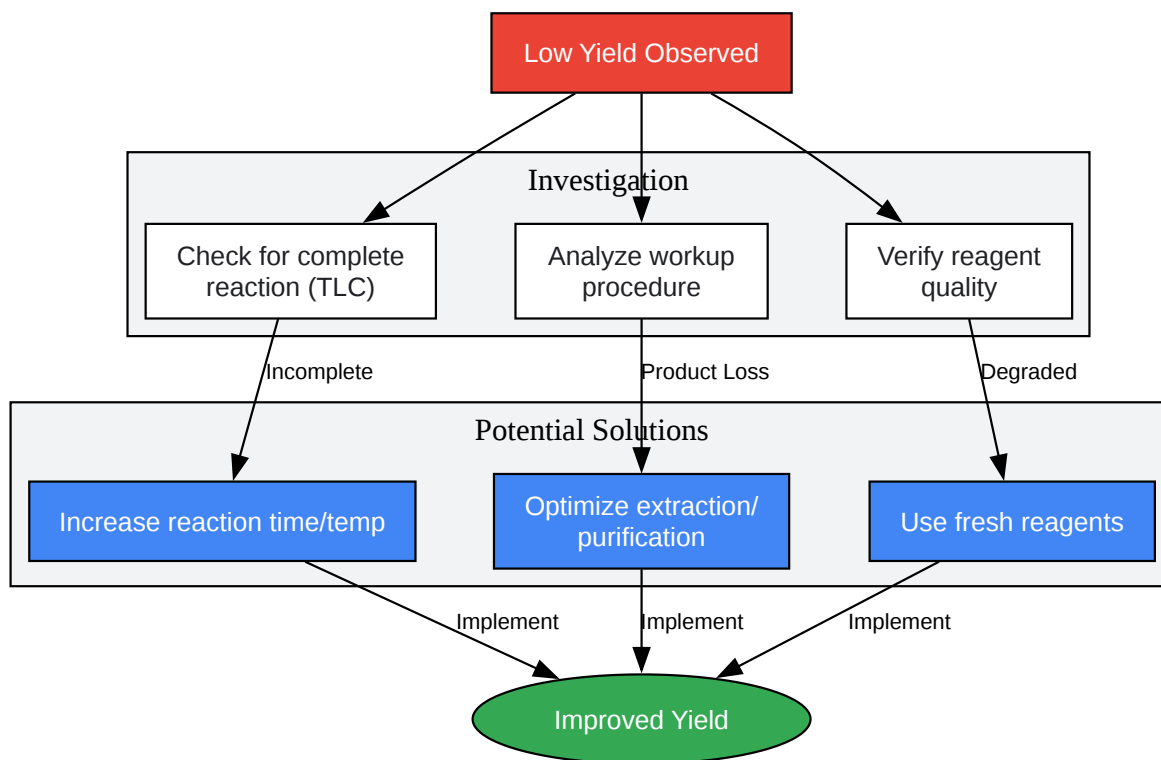 Low Yield Observed
Investigation
Check for complete
reaction (TLC)
Analyze workup
procedure
Verify reagent
quality
Incomplete
Product Loss
Degraded
Potential Solutions
Increase reaction time/temp
Optimize extraction/
purification
Use fresh reagents
Implement
Implement
Implement
Improved Yield